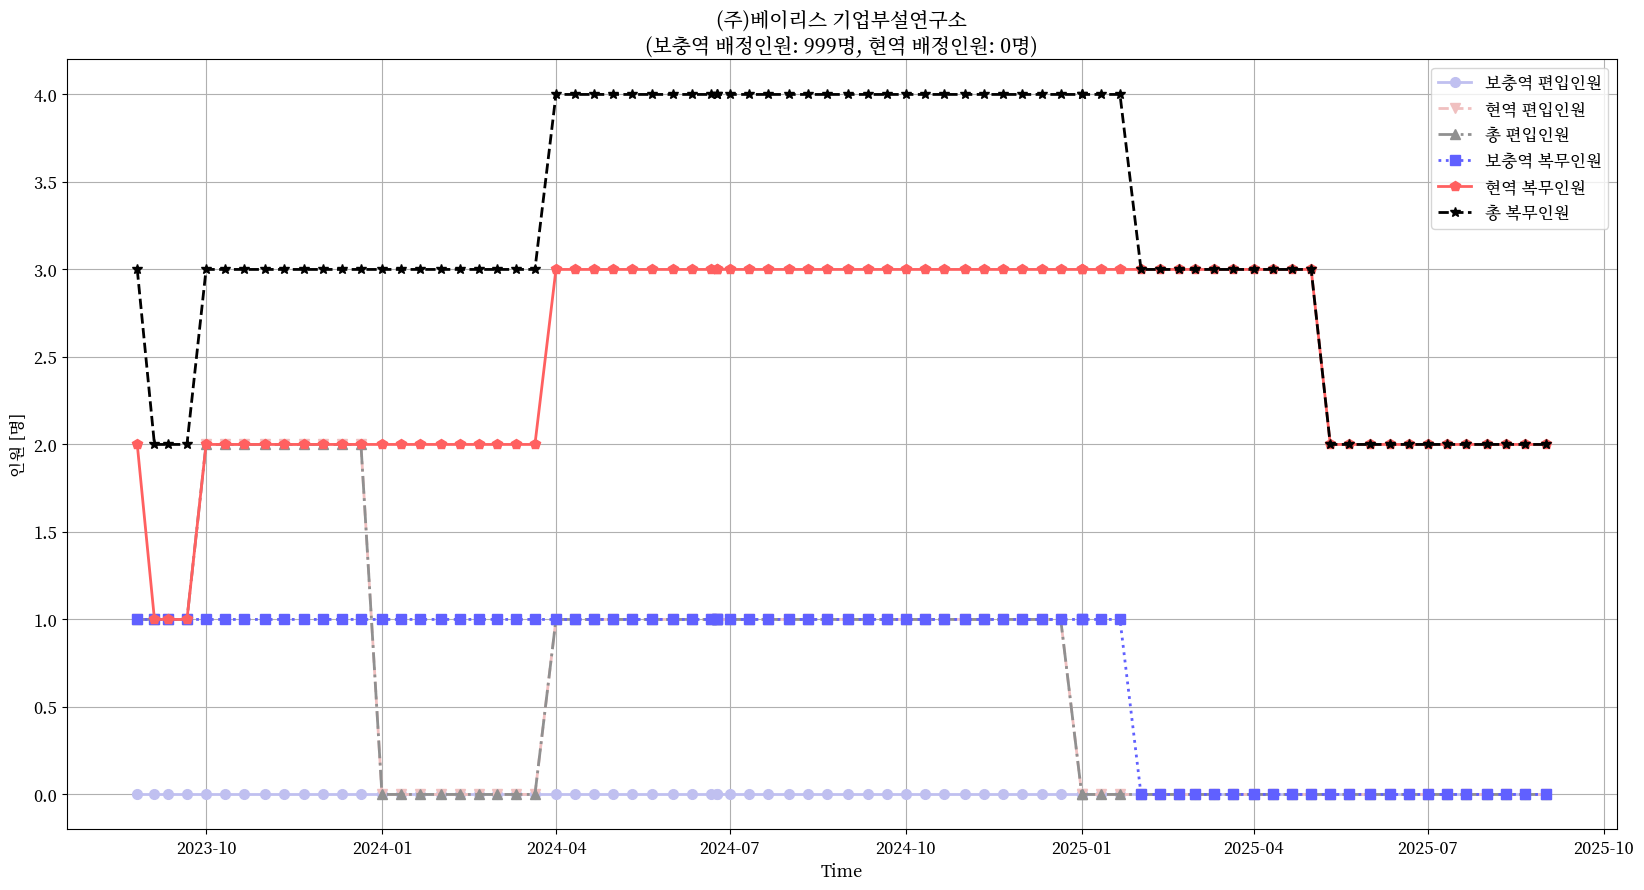 (주)베이리스 기업부설연구소
(보충역 배정인원: 999명, 현역 배정인원: 0명)
보충역 편입인원
현역 편입인원
총 편입인원
보충역 복무인원
현역 복무인원
총 복무인원
인원 [명]
4.0
3.5
3.0
2.5
2.0
1.5
1.0
0.5
0.0
2023-10
2024-01
2024-04
2024-07
2024-10
2025-01
2025-04
2025-07
2025-10
Time